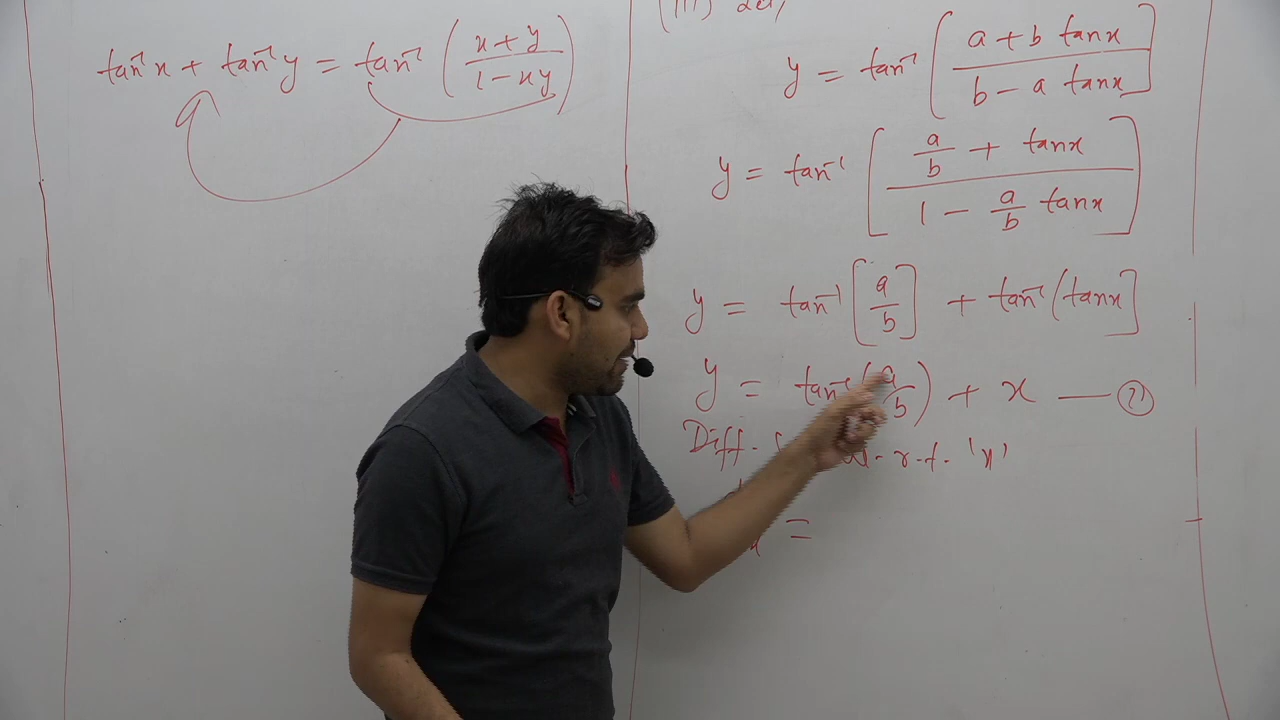 tan⁻¹x + tan⁻¹y = tan⁻¹ ( (x+y) / (1-xy) )
(III)
y = tan⁻¹ [ (a + b tanx) / (b - a tanx) ]
y = tan⁻¹ [ (a/b + tanx) / (1 - a/b tanx) ]
y = tan⁻¹ [a/b] + tan⁻¹ (tanx]
y = tan⁻¹ (a/b) + x —
Diff. w.r.t. 'x'
=